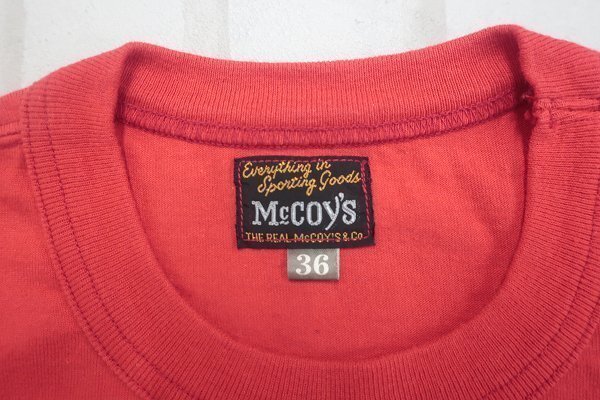 Everything in
Sporting Goods
McCOY'S
THE REAL McCOY'S & Co.
36